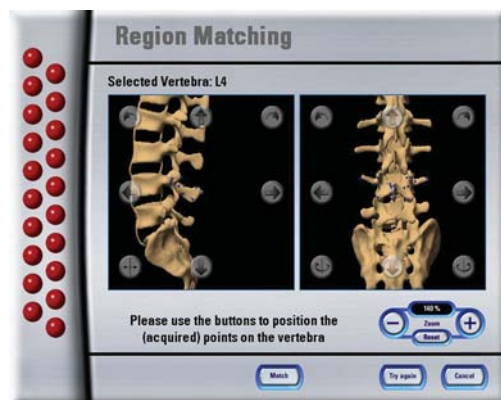 Region Matching
Selected Vertebra: L4
Please use the buttons to position the
(acquired) points on the vertebra
140 %
Zoom
Reset
Match
Try again
Cancel